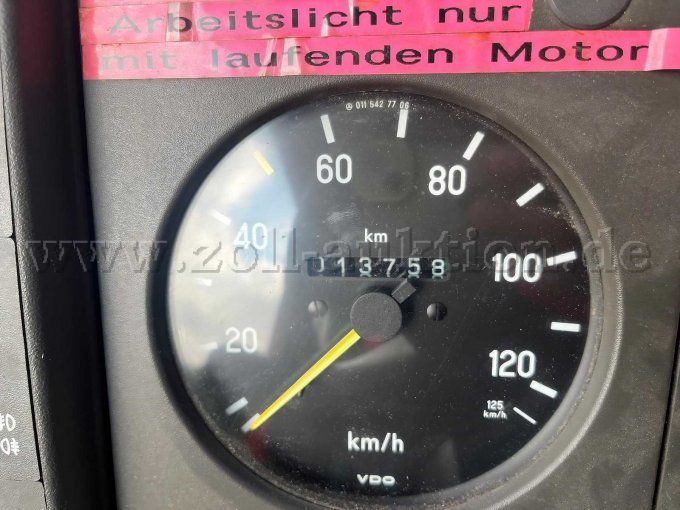 Arbeitslicht nur
mit laufenden Motor
011 542 77 06
60
80
40
km
www.zoll-auktion.de
100
013758
20
120
125
km/h
km/h
VDO